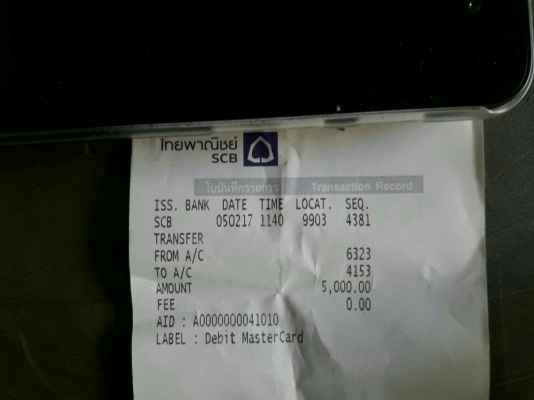 ไทยพาณิชย์
SCB
ใบบันทึกรายการ Transaction Record
ISS. BANK DATE TIME LOCAT. SEQ.
SCB 050217 1140 9903 4381
TRANSFER
FROM A/C 6323
TO A/C 4153
AMOUNT 5,000.00
FEE 0.00
AID : A0000000041010
LABEL : Debit MasterCard